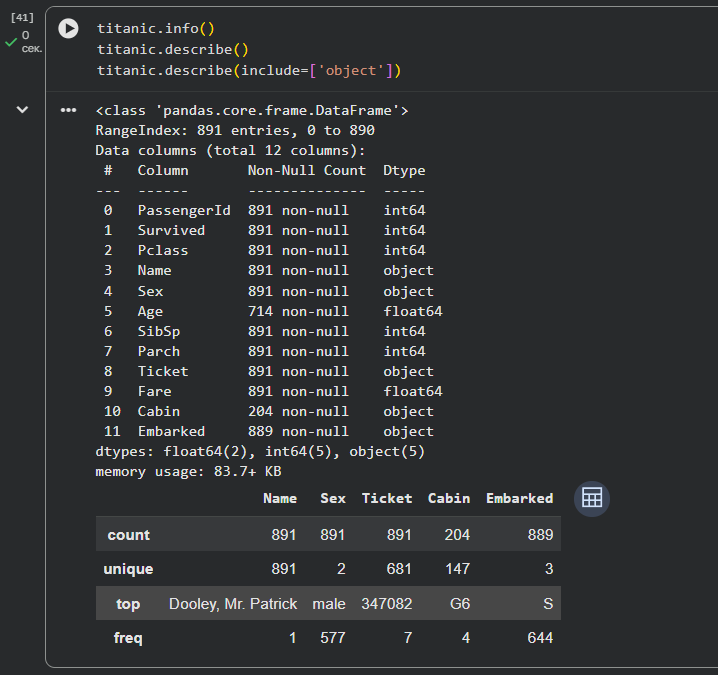 [41]
0
сек.
titanic.info()
titanic.describe()
titanic.describe(include=['object'])
<class 'pandas.core.frame.DataFrame'>
RangeIndex: 891 entries, 0 to 890
Data columns (total 12 columns):
 #   Column       Non-Null Count  Dtype
---  ------       --------------  -----
 0   PassengerId  891 non-null    int64
 1   Survived     891 non-null    int64
 2   Pclass       891 non-null    int64
 3   Name         891 non-null    object
 4   Sex          891 non-null    object
 5   Age          714 non-null    float64
 6   SibSp        891 non-null    int64
 7   Parch        891 non-null    int64
 8   Ticket       891 non-null    object
 9   Fare         891 non-null    float64
 10  Cabin        204 non-null    object
 11  Embarked     889 non-null    object
dtypes: float64(2), int64(5), object(5)
memory usage: 83.7+ KB
Name Sex Ticket Cabin Embarked
count 891 891 891 204 889
unique 891 2 681 147 3
top Dooley, Mr. Patrick male 347082 G6 S
freq 1 577 7 4 644